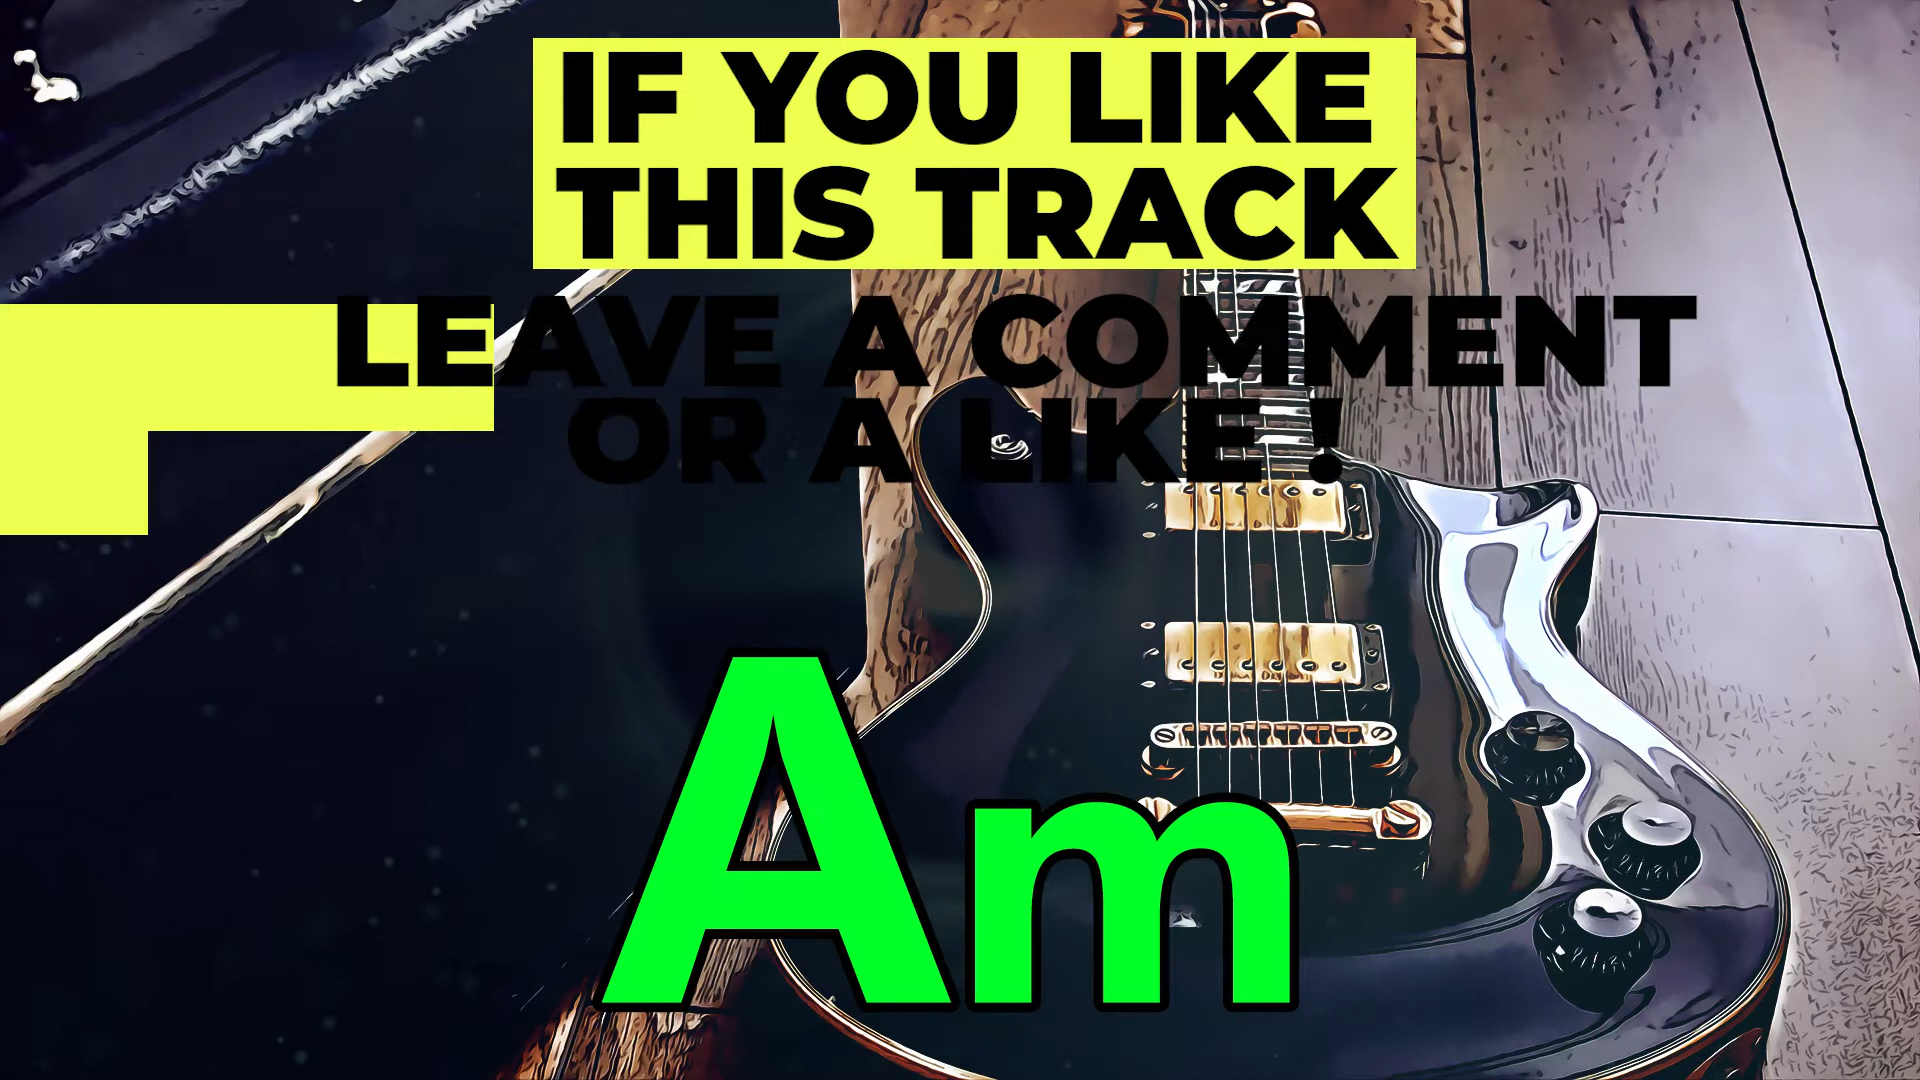 IF YOU LIKE
THIS TRACK
LEAVE A COMMENT
OR A LIKE !
Am